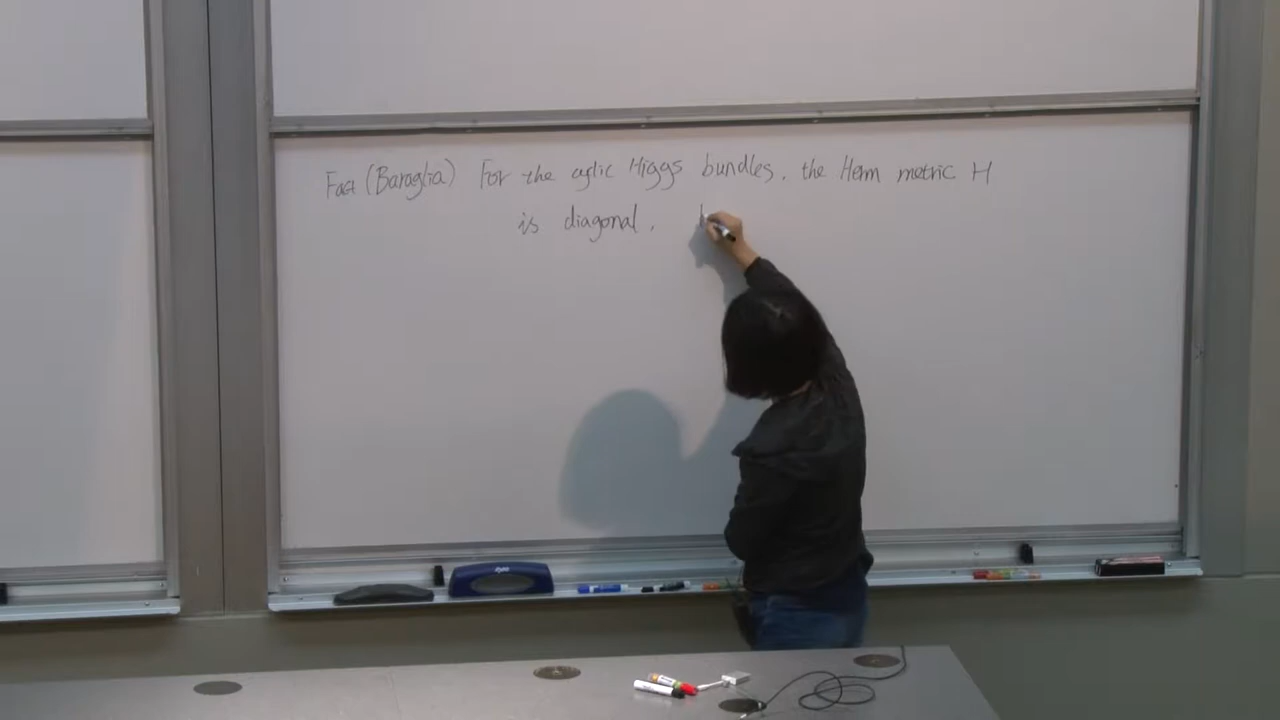 Fact (Baraglia) For the cyclic Higgs bundles, the Herm metric H
is diagonal,